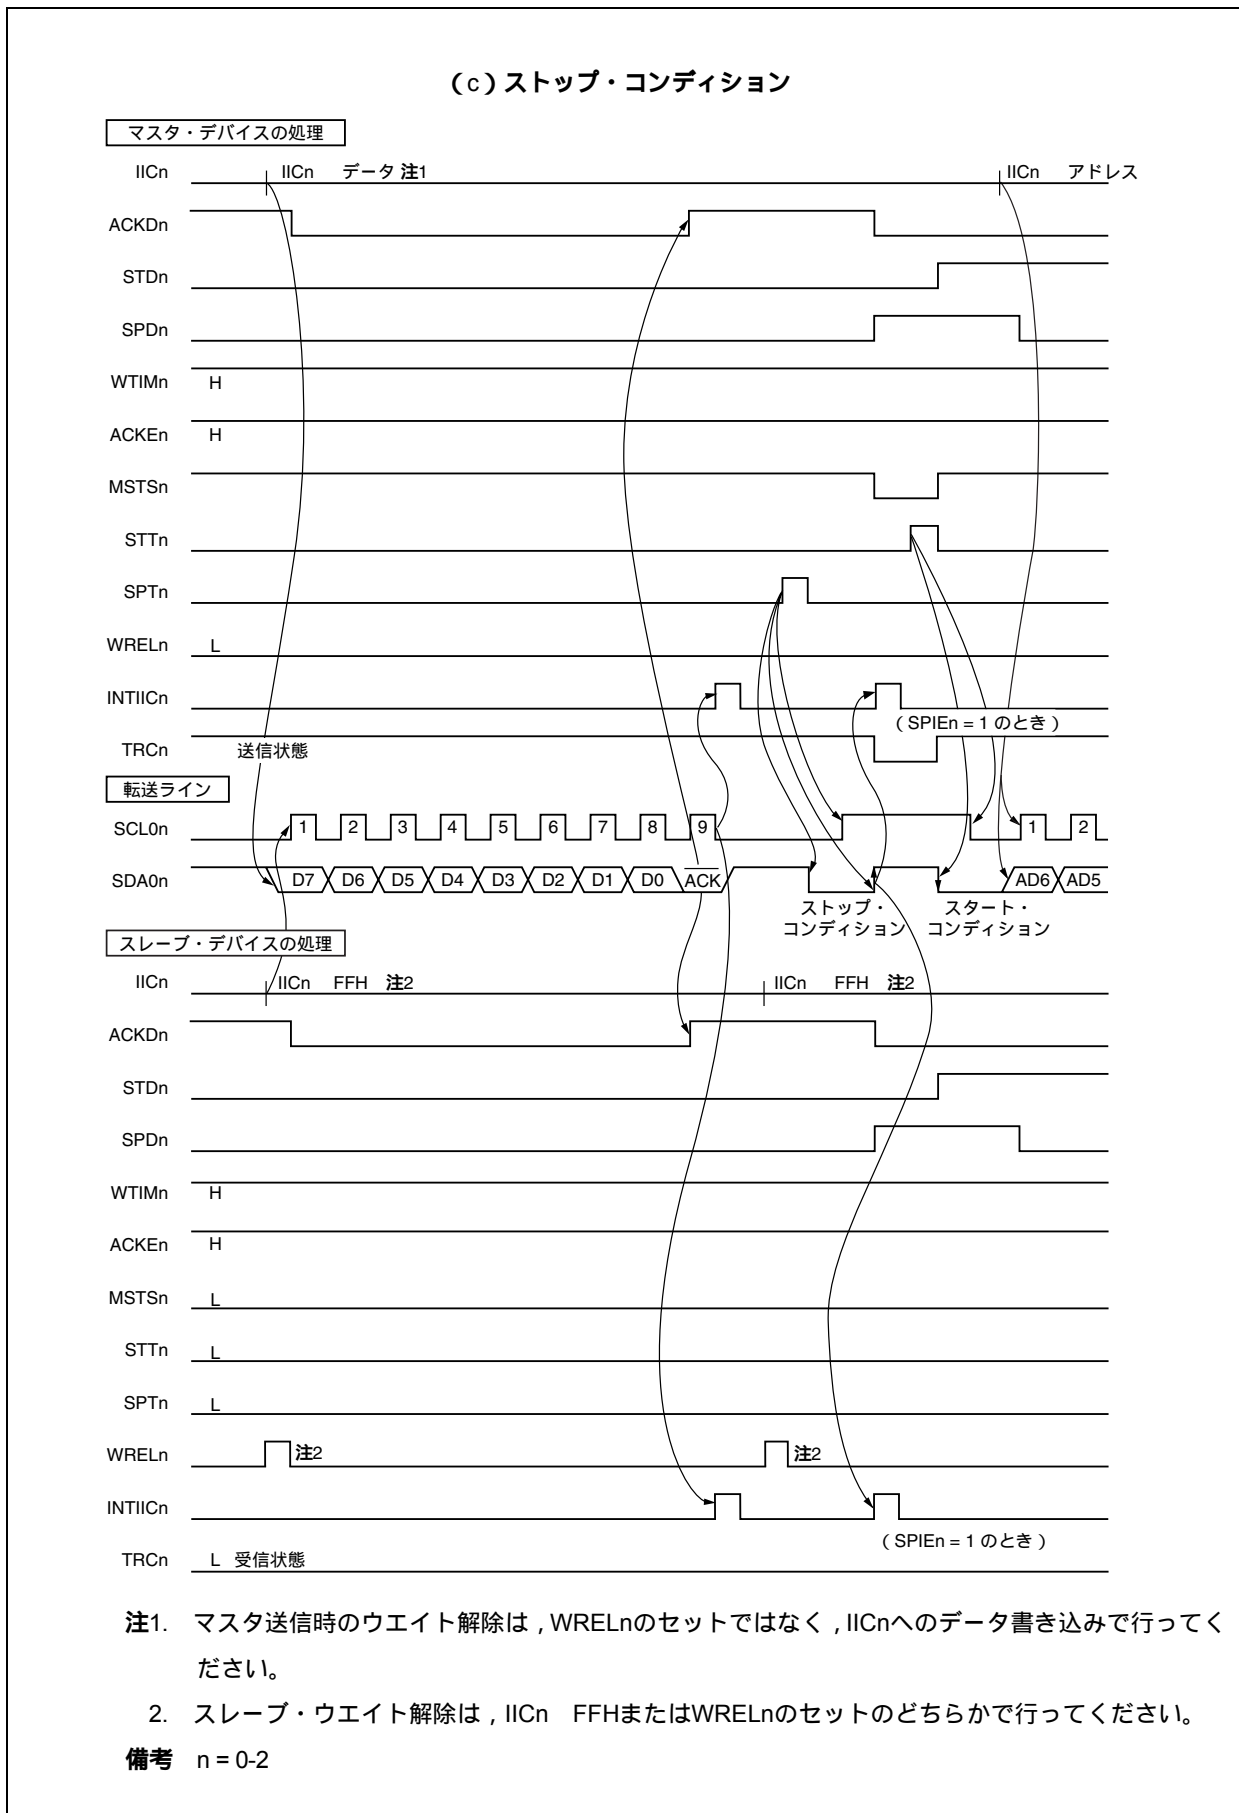 （c）ストップ・コンディション
マスタ・デバイスの処理
IICn IICn データ 注1 IICn アドレス
ACKDn
STDn
SPDn
WTIMn H
ACKEn H
MSTSn
STTn
SPTn
WRELn L
INTIICn
（SPIEn = 1 のとき）
TRCn 送信状態
転送ライン
SCL0n 1 2 3 4 5 6 7 8 9 1 2
SDA0n D7 D6 D5 D4 D3 D2 D1 D0 ACK AD6 AD5
ストップ・ スタート・
コンディション コンディション
スレーブ・デバイスの処理
IICn IICn FFH 注2 IICn FFH 注2
ACKDn
STDn
SPDn
WTIMn H
ACKEn H
MSTSn L
STTn L
SPTn L
WRELn 注2 注2
INTIICn
（SPIEn = 1 のとき）
TRCn L 受信状態
注1. マスタ送信時のウエイト解除は，WRELnのセットではなく，IICnへのデータ書き込みで行ってく
ださい。
2. スレーブ・ウエイト解除は，IICn FFHまたはWRELnのセットのどちらかで行ってください。
備考 n = 0-2